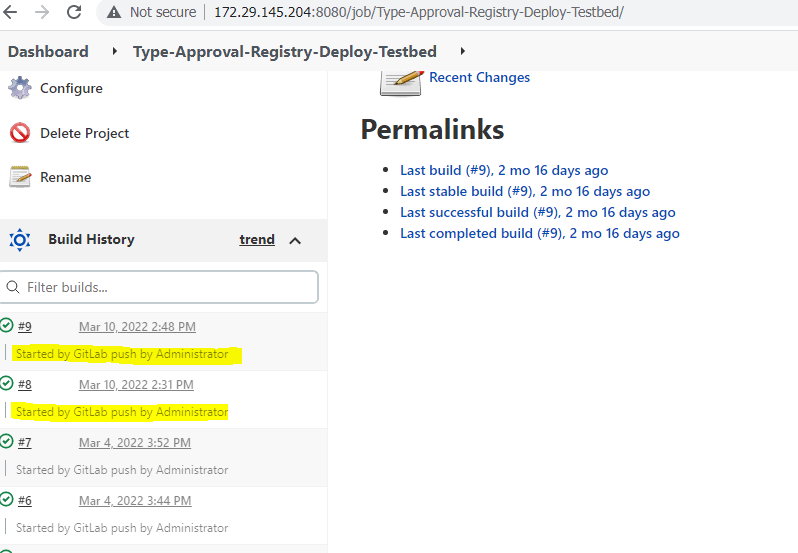 Not secure | 172.29.145.204:8080/job/Type-Approval-Registry-Deploy-Testbed/
Dashboard Type-Approval-Registry-Deploy-Testbed
Configure
Delete Project
Rename
Build History trend
Filter builds...
#9 Mar 10, 2022 2:48 PM
Started by GitLab push by Administrator
#8 Mar 10, 2022 2:31 PM
Started by GitLab push by Administrator
#7 Mar 4, 2022 3:52 PM
Started by GitLab push by Administrator
#6 Mar 4, 2022 3:44 PM
Started by GitLab push by Administrator
Recent Changes
Permalinks
Last build (#9), 2 mo 16 days ago
Last stable build (#9), 2 mo 16 days ago
Last successful build (#9), 2 mo 16 days ago
Last completed build (#9), 2 mo 16 days ago